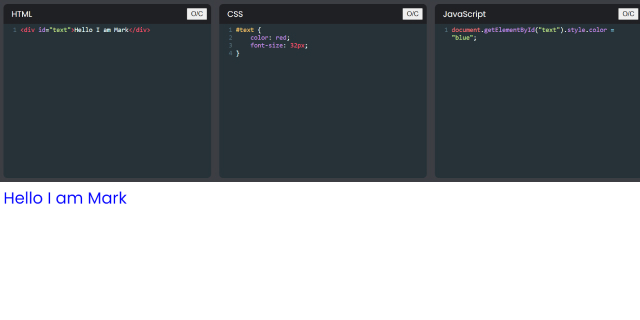 HTML
O/C
1 <div id="text">Hello I am Mark</div>
CSS
O/C
1 #text {
2 color: red;
3 font-size: 32px;
4 }
JavaScript
O/C
1 document.getElementById("text").style.color =
"blue";
Hello I am Mark